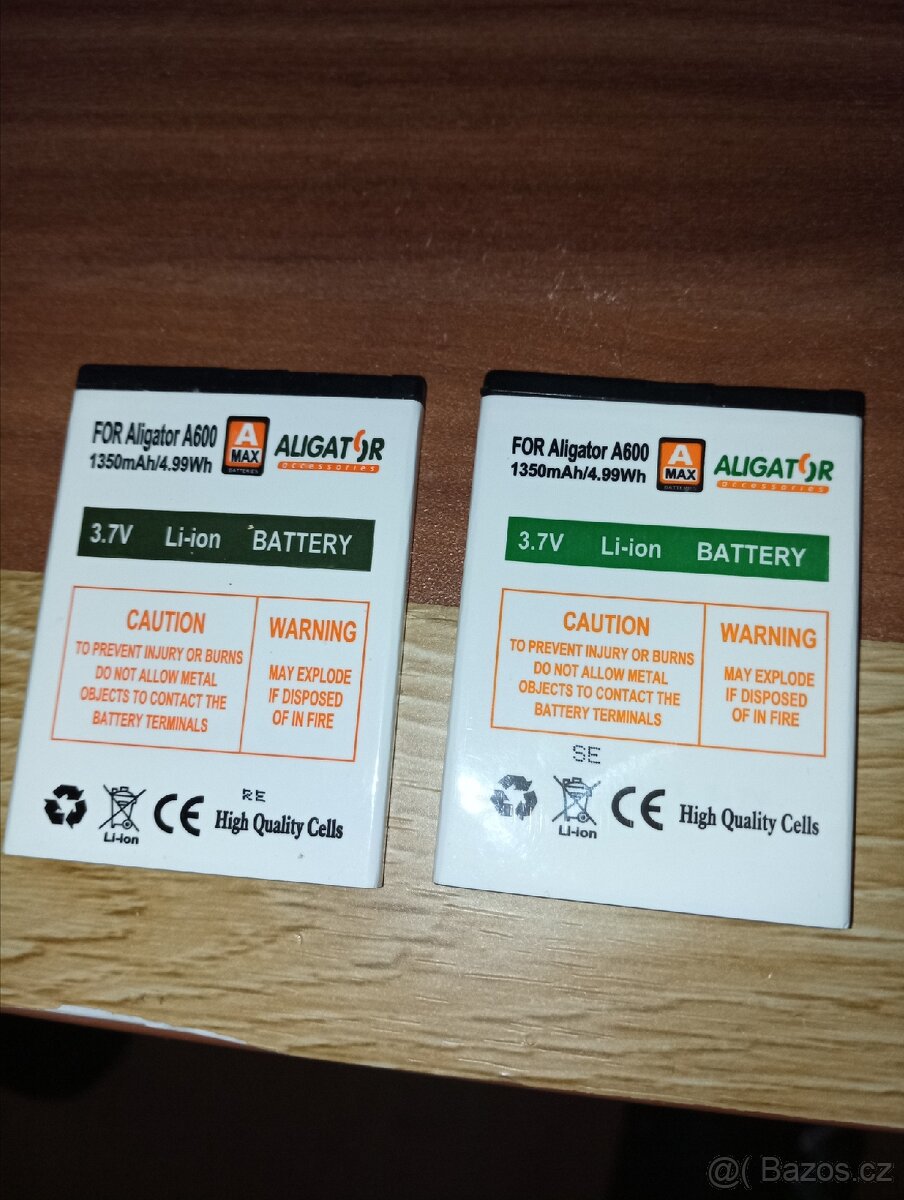 FOR Aligator A600
1350mAh/4.99Wh
A
MAX
BATTERIES
ALIGATOR
accessories
3.7V Li-ion BATTERY
CAUTION
TO PREVENT INJURY OR BURNS
DO NOT ALLOW METAL
OBJECTS TO CONTACT THE
BATTERY TERMINALS
WARNING
MAY EXPLODE
IF DISPOSED
OF IN FIRE
Li-ion
CE
RE
High Quality Cells
FOR Aligator A600
1350mAh/4.99Wh
A
MAX
BATTERIES
ALIGATOR
accessories
3.7V Li-ion BATTERY
CAUTION
TO PREVENT INJURY OR BURNS
DO NOT ALLOW METAL
OBJECTS TO CONTACT THE
BATTERY TERMINALS
WARNING
MAY EXPLODE
IF DISPOSED
OF IN FIRE
SE
Li-ion
CE
High Quality Cells
@( Bazos.cz